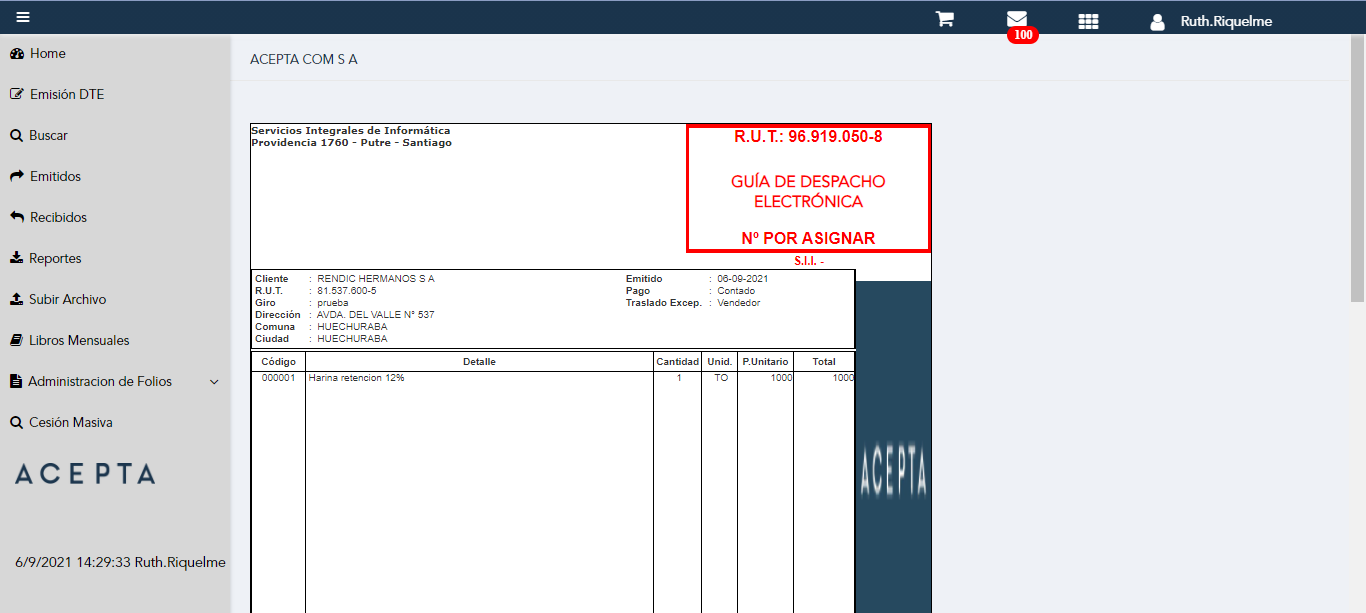 Ruth.Riquelme
100
Home
Emisión DTE
Buscar
Emitidos
Recibidos
Reportes
Subir Archivo
Libros Mensuales
Administracion de Folios
Cesión Masiva
ACEPTA
6/9/2021 14:29:33 Ruth.Riquelme
ACEPTA COM S A
Servicios Integrales de Informática
Providencia 1760 - Putre - Santiago
R.U.T.: 96.919.050-8
GUÍA DE DESPACHO
ELECTRÓNICA
Nº POR ASIGNAR
S.I.I. -
Cliente : RENDIC HERMANOS S A Emitido : 06-09-2021
R.U.T. : 81.537.600-5 Pago : Contado
Giro : prueba Traslado Excep. : Vendedor
Dirección : AVDA. DEL VALLE N° 537
Comuna : HUECHURABA
Ciudad : HUECHURABA
Código Detalle Cantidad Unid. P.Unitario Total
000001 Harina retencion 12% 1 TO 1000 1000
ACEPTA